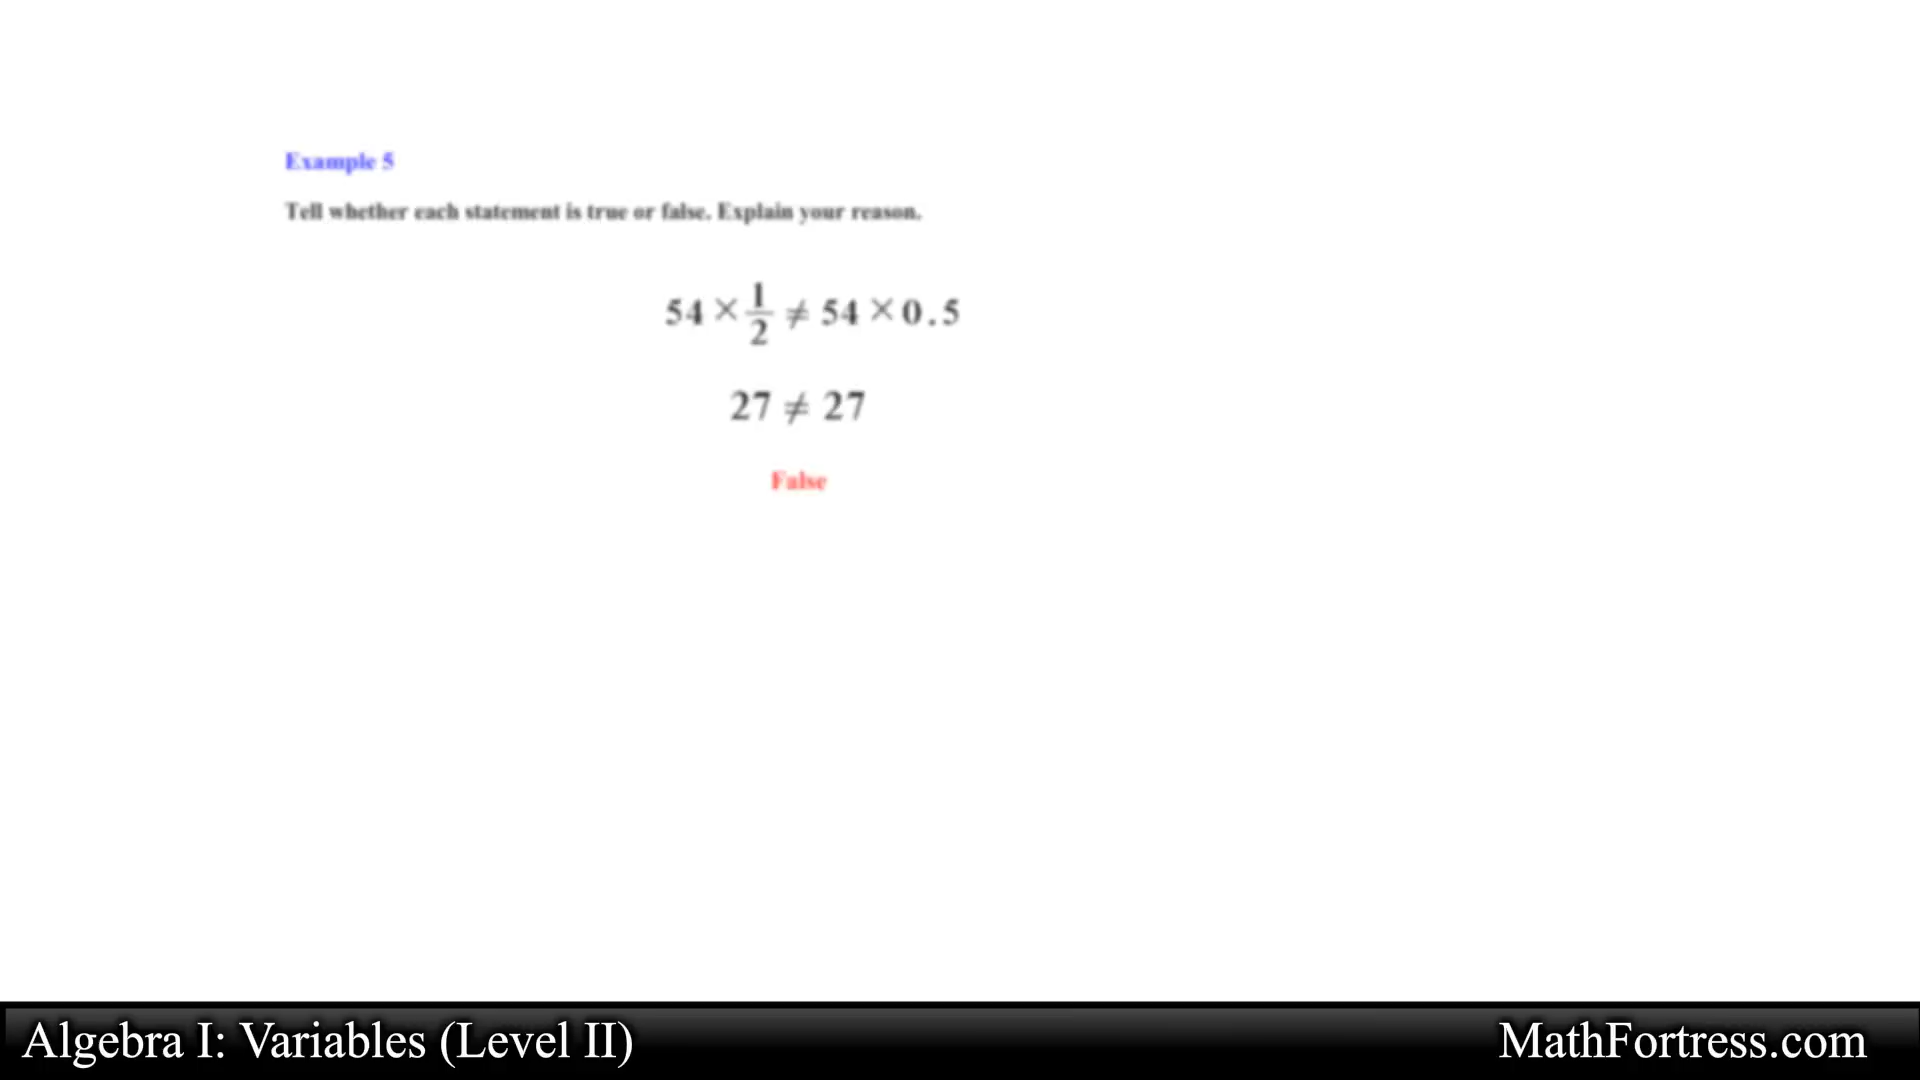 Example 5
Tell whether each statement is true or false. Explain your reason.
54 × 1/2 ≠ 54 × 0.5
27 ≠ 27
False
Algebra I: Variables (Level II)
MathFortress.com